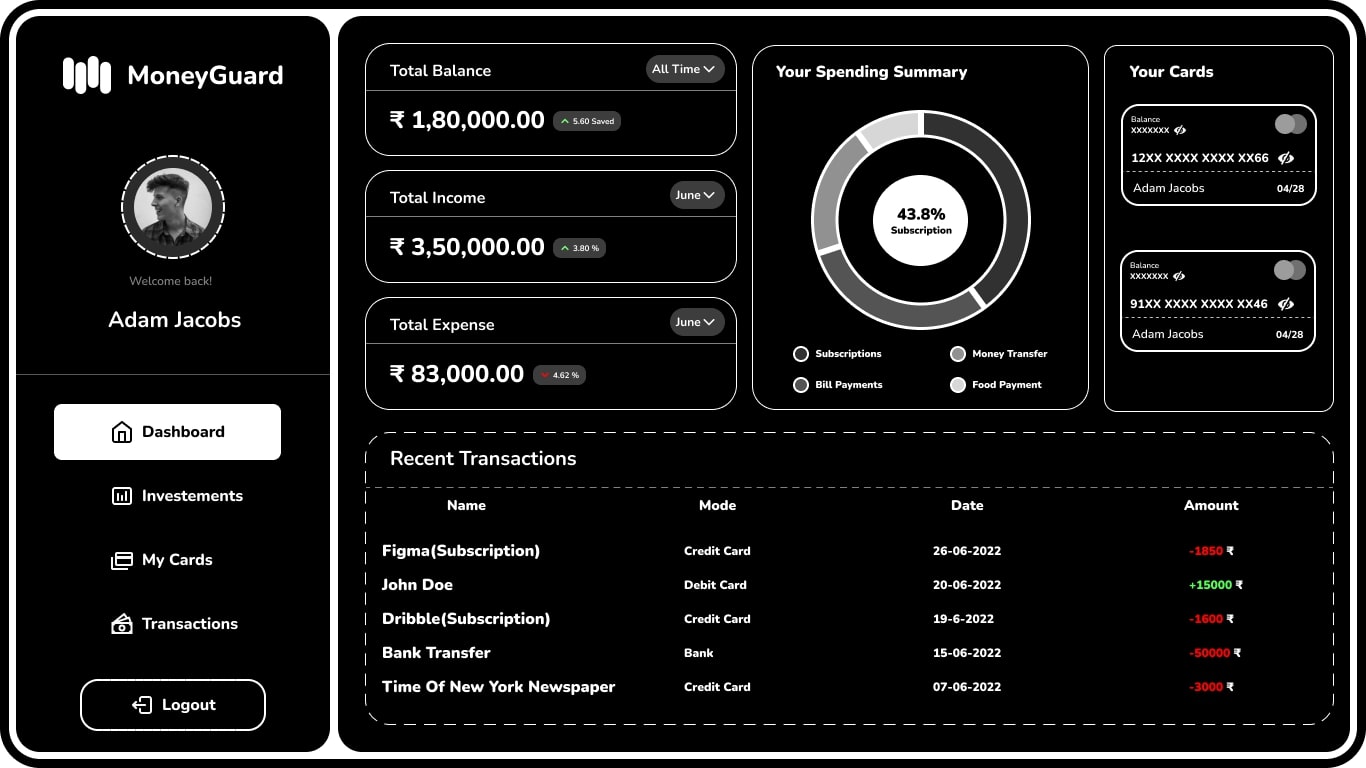 MoneyGuard
Welcome back!
Adam Jacobs
Dashboard
Investements
My Cards
Transactions
Logout
Total Balance
All Time
₹ 1,80,000.00
5.60 Saved
Total Income
June
₹ 3,50,000.00
3.80 %
Total Expense
June
₹ 83,000.00
4.62 %
Your Spending Summary
43.8%
Subscription
Subscriptions
Money Transfer
Bill Payments
Food Payment
Your Cards
Balance
xxxxxxx
12XX XXXX XXXX XX66
Adam Jacobs 04/28
Balance
xxxxxxx
91XX XXXX XXXX XX46
Adam Jacobs 04/28
Recent Transactions
Name Mode Date Amount
Figma(Subscription) Credit Card 26-06-2022 -1850 ₹
John Doe Debit Card 20-06-2022 +15000 ₹
Dribble(Subscription) Credit Card 19-6-2022 -1600 ₹
Bank Transfer Bank 15-06-2022 -50000 ₹
Time Of New York Newspaper Credit Card 07-06-2022 -3000 ₹